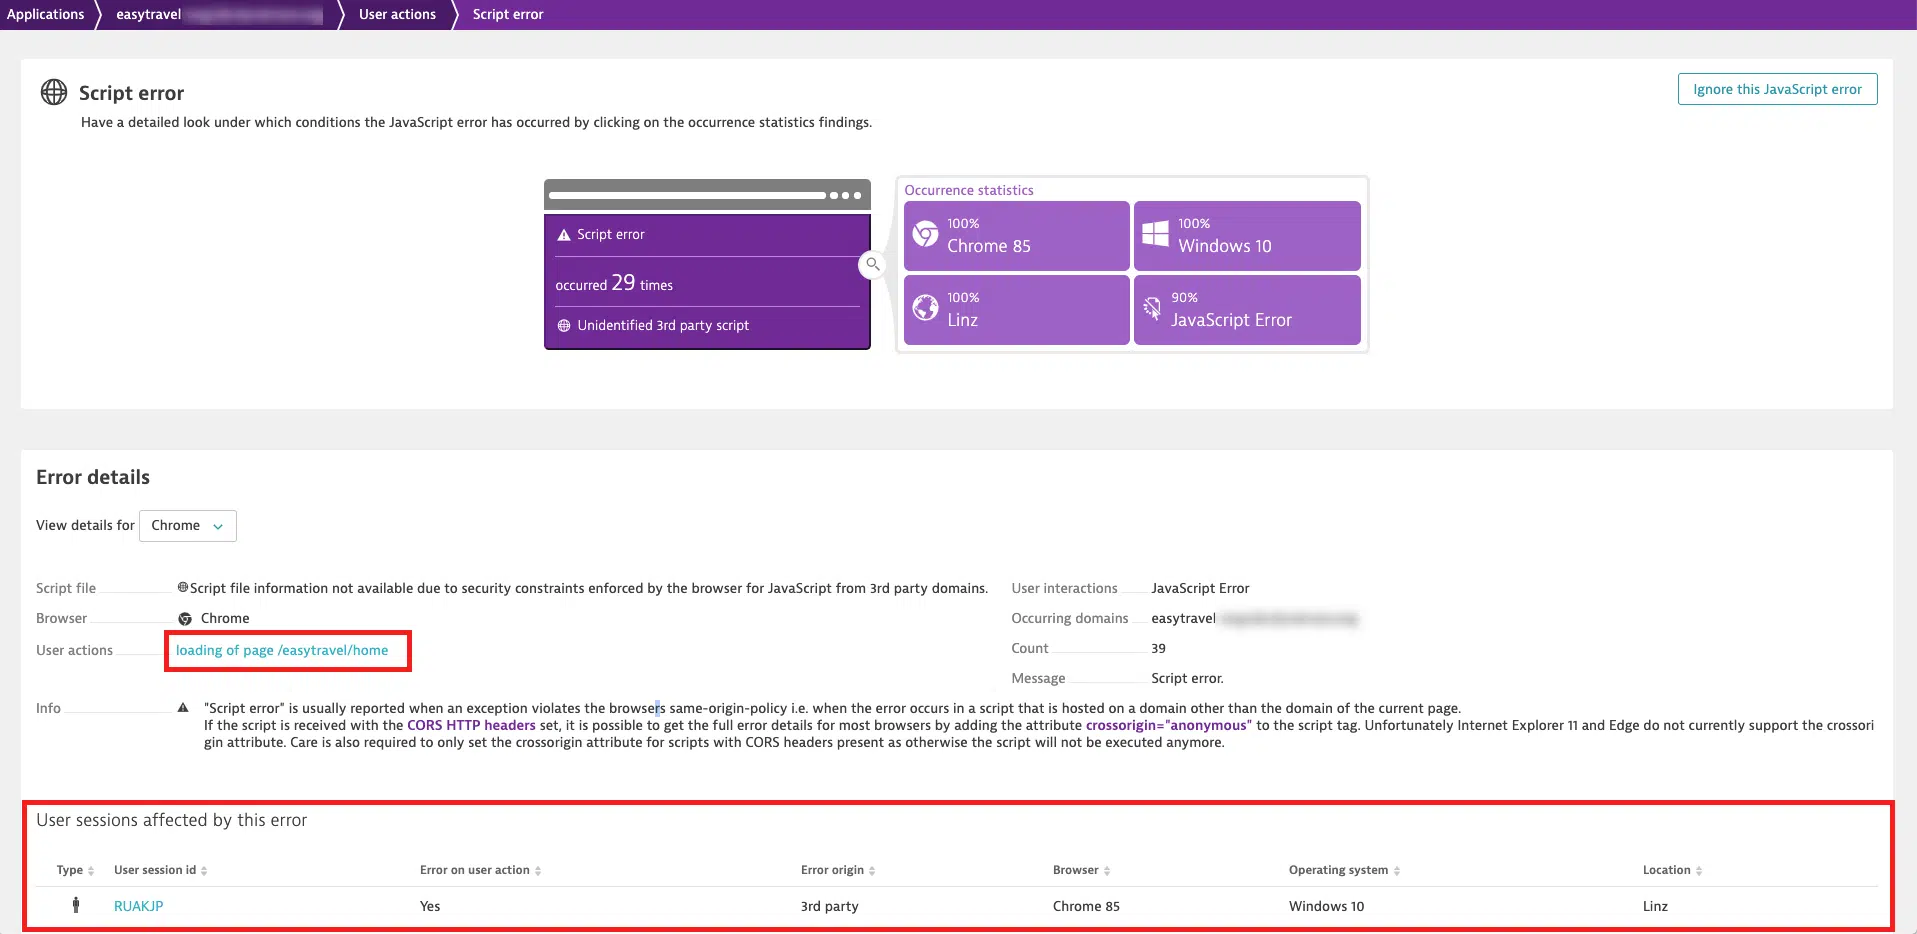 Applications
easytravel
User actions
Script error
Script error
Ignore this JavaScript error
Have a detailed look under which conditions the JavaScript error has occurred by clicking on the occurrence statistics findings.
Script error
occurred 29 times
Unidentified 3rd party script
Occurrence statistics
100%
Chrome 85
100%
Windows 10
100%
Linz
90%
JavaScript Error
Error details
View details for Chrome
Script file Script file information not available due to security constraints enforced by the browser for JavaScript from 3rd party domains.
Browser Chrome
User actions loading of page /easytravel/home
User interactions JavaScript Error
Occurring domains easytravel
Count 39
Message Script error.
Info "Script error" is usually reported when an exception violates the browsers same-origin-policy i.e. when the error occurs in a script that is hosted on a domain other than the domain of the current page.
If the script is received with the CORS HTTP headers set, it is possible to get the full error details for most browsers by adding the attribute crossorigin="anonymous" to the script tag. Unfortunately Internet Explorer 11 and Edge do not currently support the crossori
gin attribute. Care is also required to only set the crossorigin attribute for scripts with CORS headers present as otherwise the script will not be executed anymore.
User sessions affected by this error
Type User session id Error on user action Error origin Browser Operating system Location
RUAKJP Yes 3rd party Chrome 85 Windows 10 Linz